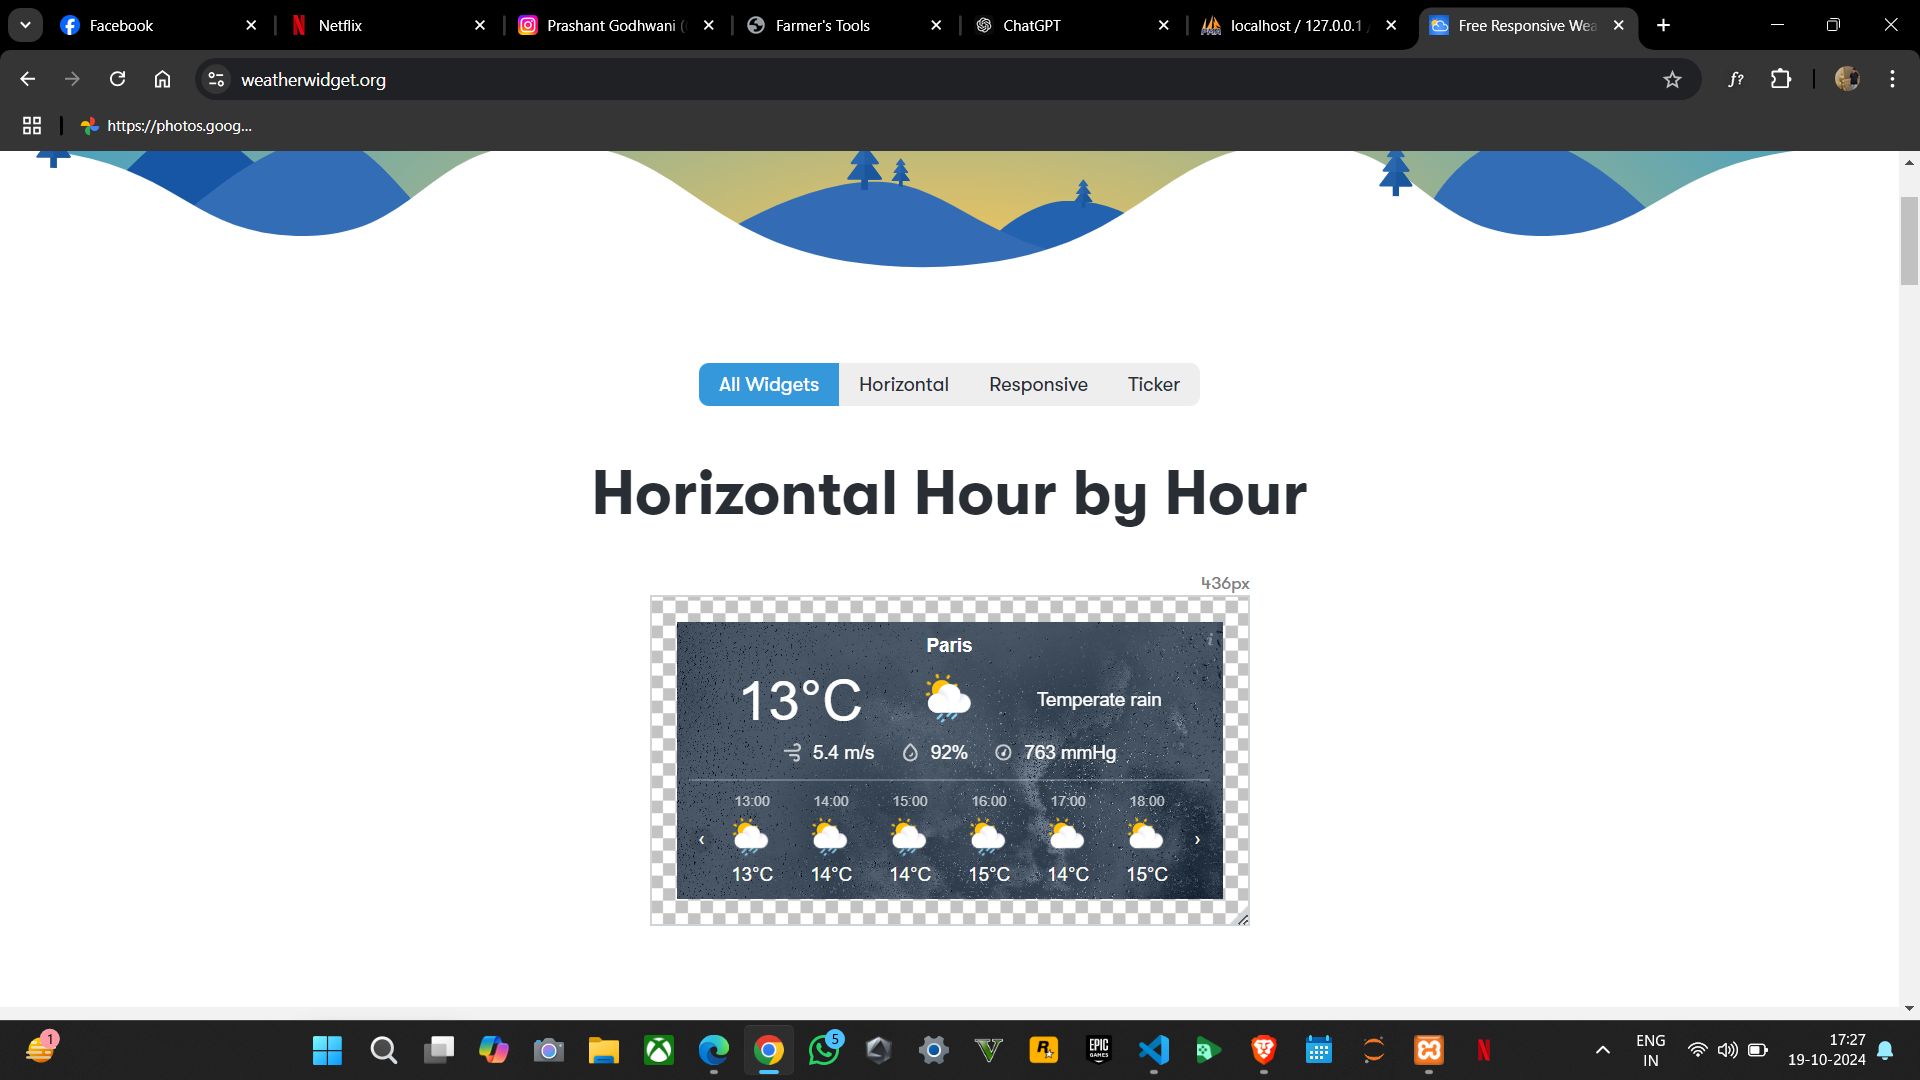 Facebook
Netflix
Prashant Godhwani (
Farmer's Tools
ChatGPT
localhost / 127.0.0.1 /
Free Responsive Wea
weatherwidget.org
f?
https://photos.goog...
All Widgets
Horizontal
Responsive
Ticker
Horizontal Hour by Hour
436px
Paris
i
13°C
Temperate rain
5.4 m/s
92%
763 mmHg
13:00
14:00
15:00
16:00
17:00
18:00
13°C
14°C
14°C
15°C
14°C
15°C
1
5
EPIC
GAMES
ENG
IN
17:27
19-10-2024